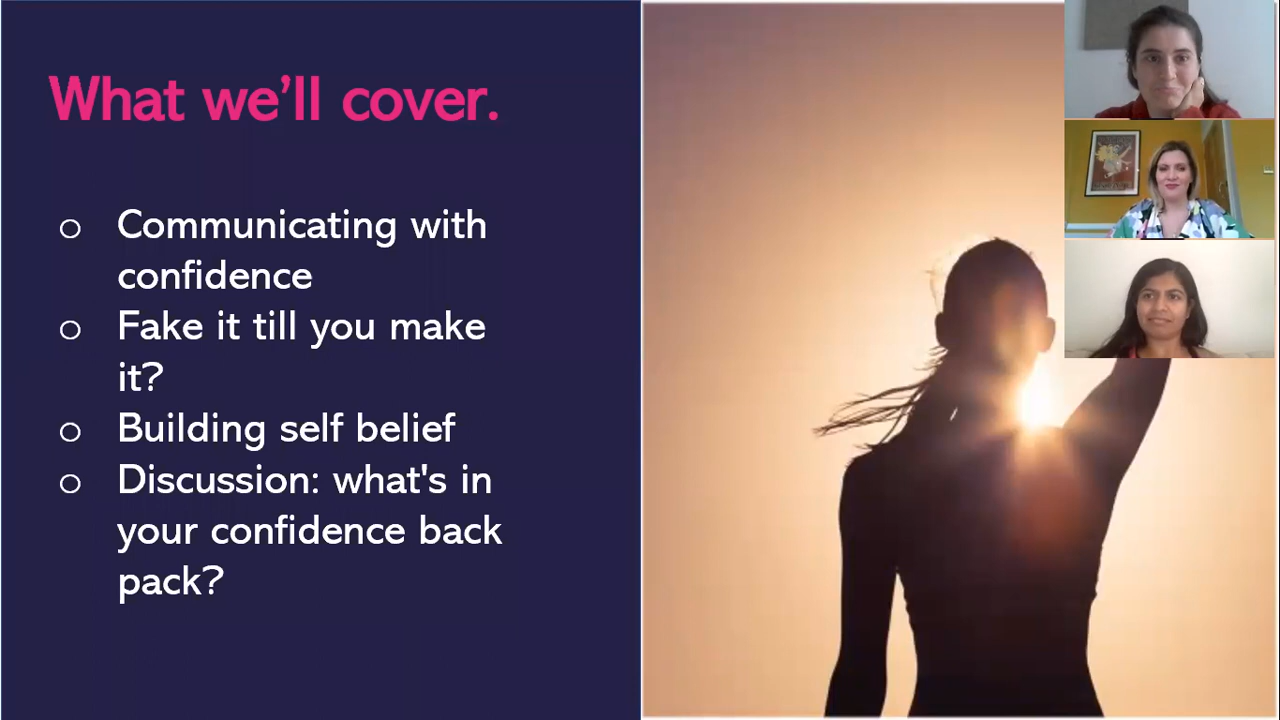 What we'll cover.
o Communicating with
confidence
o Fake it till you make
it?
o Building self belief
o Discussion: what's in
your confidence back
pack?